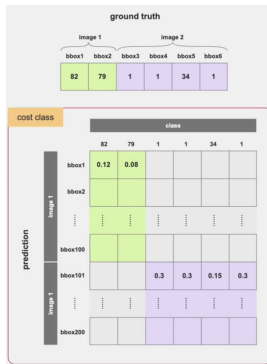 ground truth
image 1 image 2
bbox1 bbox2 bbox3 bbox4 bbox5 bbox6
82 79 1 1 34 1
cost class
class
82 79 1 1 34 1
prediction
image 1
bbox1 0.12 0.08
bbox2
bbox100
image 1
bbox101 0.3 0.3 0.15 0.3
bbox200